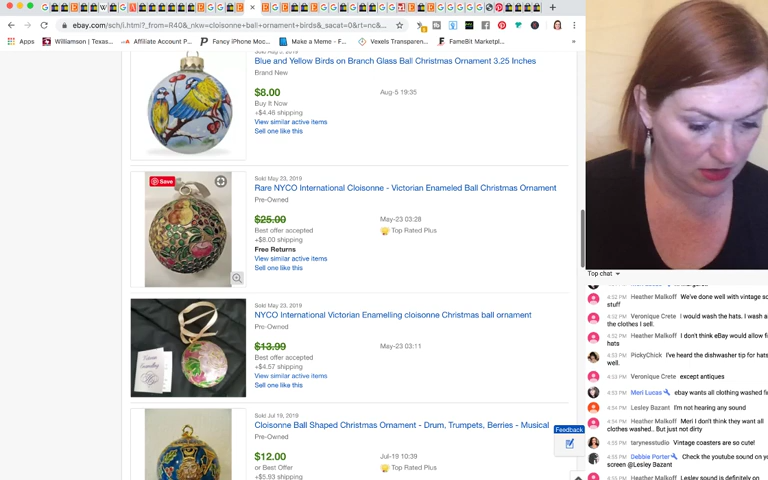 ebay.com/sch/i.html?_from=R40&_nkw=cloisonne+ball+ornament+birds&_sacat=0&rt=nc&...
Apps
Williamson | Texas...
Affiliate Account P...
Fancy iPhone Moc...
Make a Meme - F...
Vexels Transparen...
FameBit Marketpl...
Blue and Yellow Birds on Branch Glass Ball Christmas Ornament 3.25 Inches
Brand New
$8.00
Aug-5 19:35
Buy It Now
+$4.46 shipping
View similar active items
Sell one like this
Sold May 23, 2019
Save
Rare NYCO International Cloisonne - Victorian Enameled Ball Christmas Ornament
Pre-Owned
$25.00
May-23 03:28
Best offer accepted
Top Rated Plus
+$8.00 shipping
Free Returns
View similar active items
Sell one like this
Sold May 23, 2019
NYCO International Victorian Enamelling cloisonne Christmas ball ornament
Pre-Owned
$13.99
May-23 03:11
Best offer accepted
+$4.57 shipping
View similar active items
Sell one like this
Sold Jul 19, 2019
Cloisonne Ball Shaped Christmas Ornament - Drum, Trumpets, Berries - Musical
Pre-Owned
$12.00
Jul-19 10:39
or Best Offer
Top Rated Plus
+$5.93 shipping
Feedback
Top chat
4:52 PM Heather Malkoff We've done well with vintage so
stuff
4:52 PM Veronique Crete I would wash the hats. I wash a
the clothes I sell.
4:52 PM Heather Malkoff I don't think eBay would allow f
hats
4:53 PM PickyChick I've heard the dishwasher tip for hats
well.
4:53 PM Veronique Crete except antiques
4:53 PM Meri Lucas ebay wants all clothing washed fi
4:54 PM Lesley Bazant I'm not hearing any sound
4:54 PM Heather Malkoff Meri I don't think they want all
clothes washed.. But just not dirty
4:55 PM tarynesstudio Vintage coasters are so cute!
4:55 PM Debbie Porter Check the youtube sound on yo
screen @Lesley Bazant
4:55 PM Heather Malkoff Lesley sound is definitely on